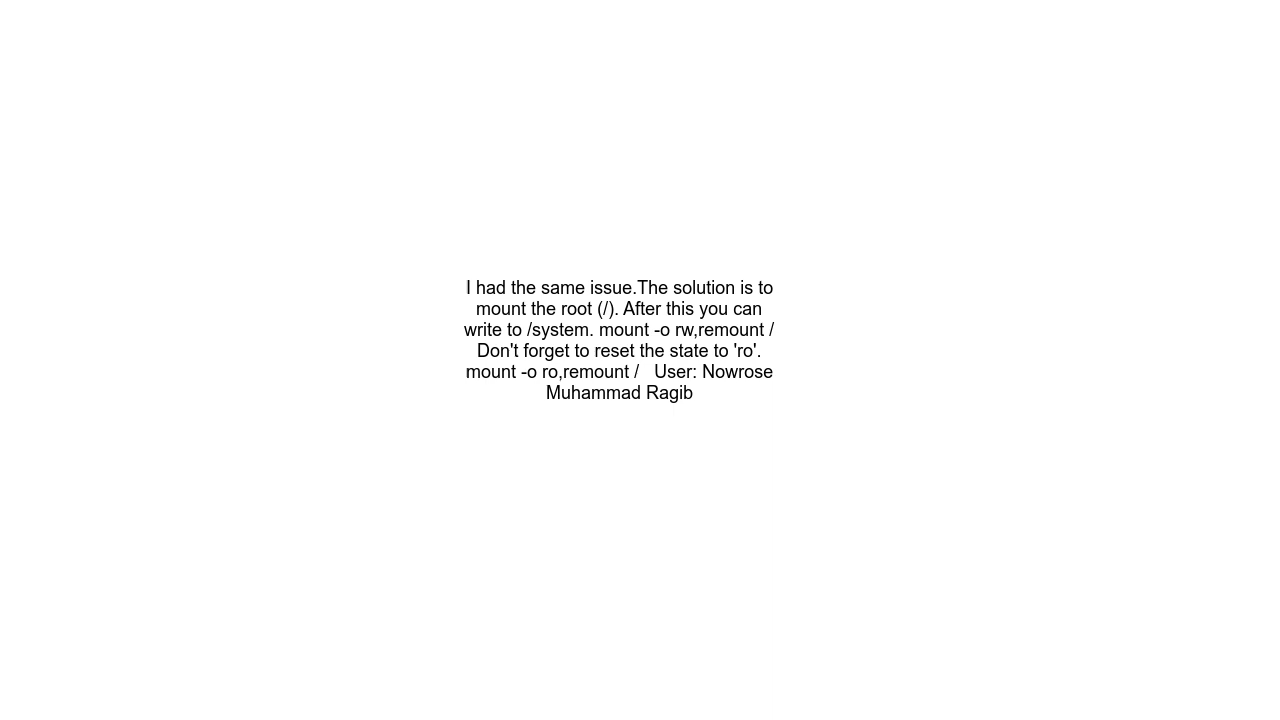 I had the same issue.The solution is to
mount the root (/). After this you can
write to /system. mount -o rw,remount /
Don't forget to reset the state to 'ro'.
mount -o ro,remount /   User: Nowrose
Muhammad Ragib